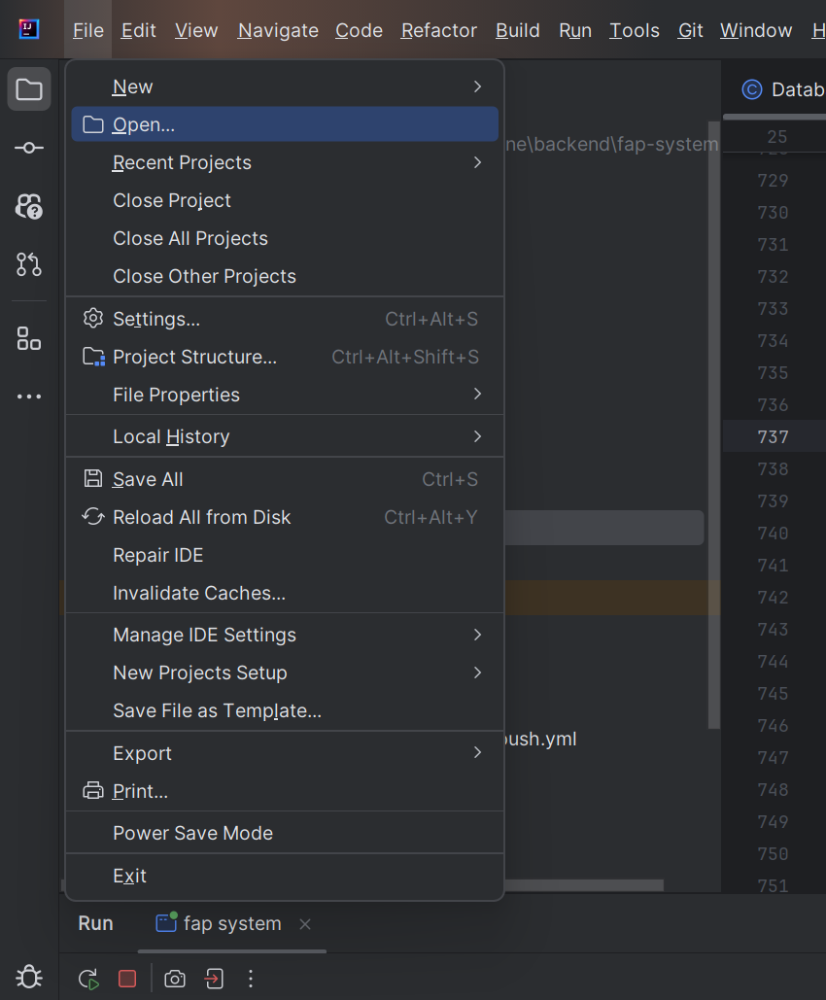 IJ
File Edit View Navigate Code Refactor Build Run Tools Git Window H
New
Open...
Recent Projects
Close Project
Close All Projects
Close Other Projects
Settings... Ctrl+Alt+S
Project Structure... Ctrl+Alt+Shift+S
File Properties
Local History
Save All Ctrl+S
Reload All from Disk Ctrl+Alt+Y
Repair IDE
Invalidate Caches...
Manage IDE Settings
New Projects Setup
Save File as Template...
Export
Print...
Power Save Mode
Exit
ne\backend\fap-system
push.yml
C Datab
25
729
730
731
732
733
734
735
736
737
738
739
740
741
742
743
744
745
746
747
748
749
750
751
Run fap system